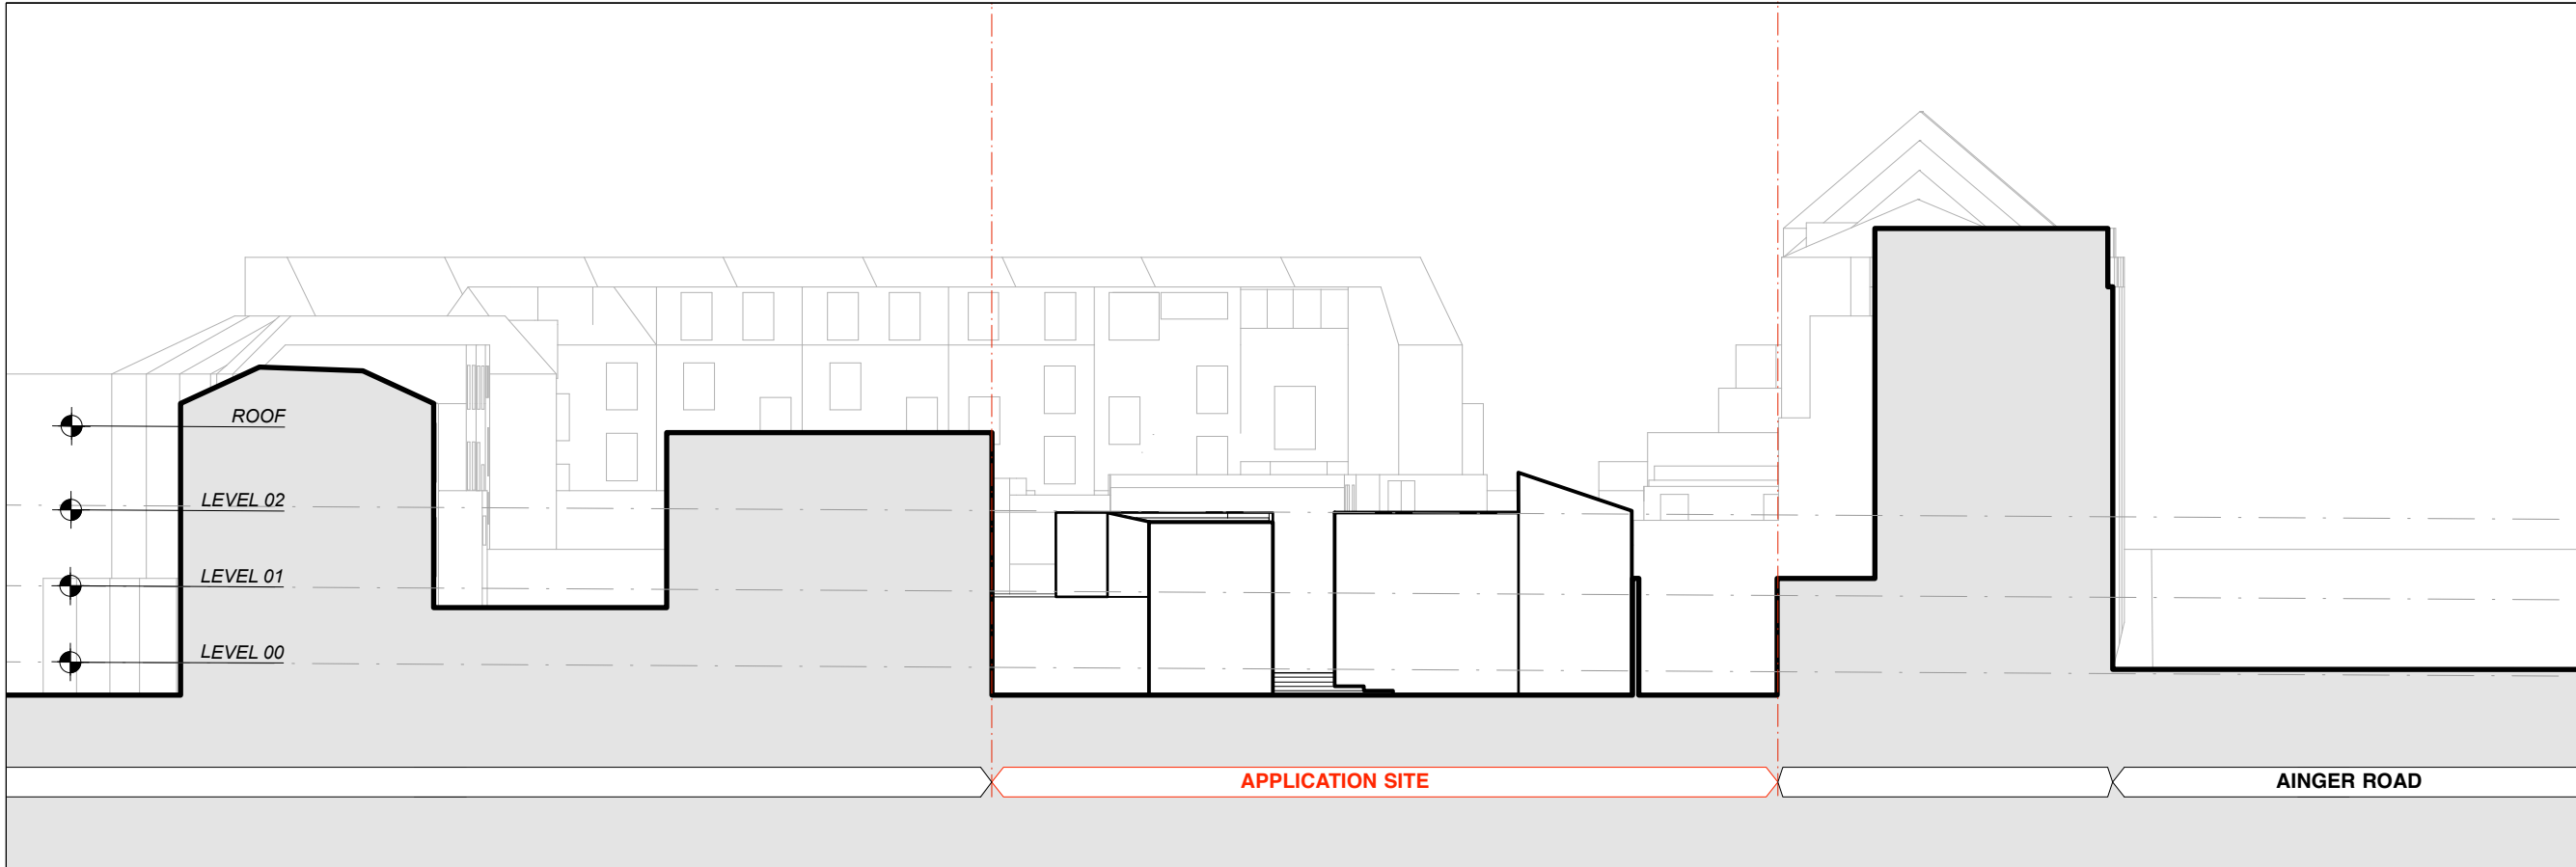 ROOF
LEVEL 02
LEVEL 01
LEVEL 00
APPLICATION SITE
AINGER ROAD